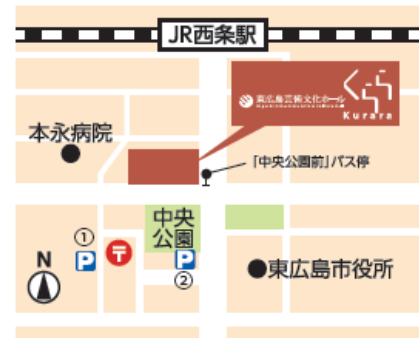 JR西条駅
東広島芸術文化ホール
くらら
Kurara
本永病院
「中央公園前」バス停
中央
公園
①
P
〒
P
②
N
東広島市役所